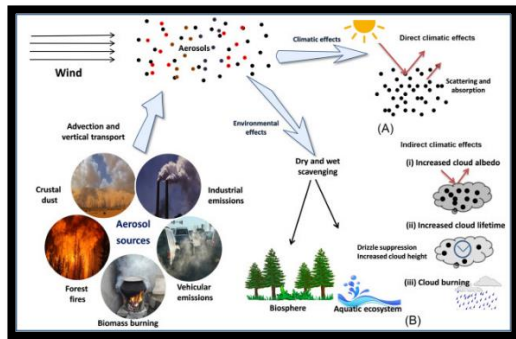 Wind
Aerosols
Climatic effects
Direct climatic effects
Scattering and
absorption
(A)
Advection and
vertical transport
Environmental
effects
Indirect climatic effects
Dry and wet
scavenging
(i) Increased cloud albedo
Crustal
dust
Industrial
emissions
Aerosol
sources
(ii) Increased cloud lifetime
Drizzle suppression
Increased cloud height
Forest
fires
Vehicular
emissions
(iii) Cloud burning
Biomass burning
Biosphere
Aquatic ecosystem
(B)